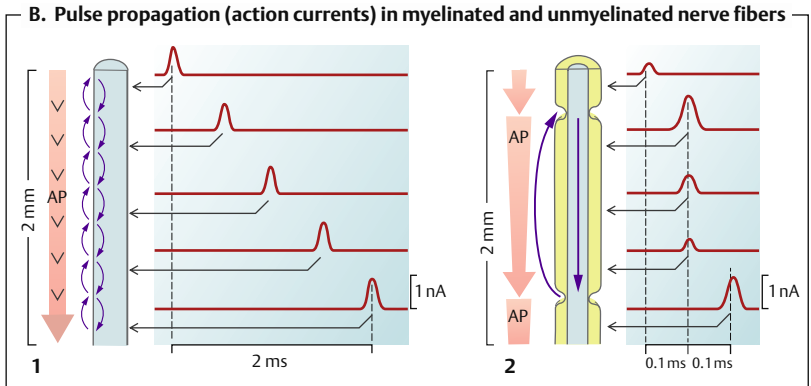 B. Pulse propagation (action currents) in myelinated and unmyelinated nerve fibers
2 mm
AP
1 nA
2 ms
1
2 mm
AP
AP
1 nA
0.1 ms 0.1 ms
2